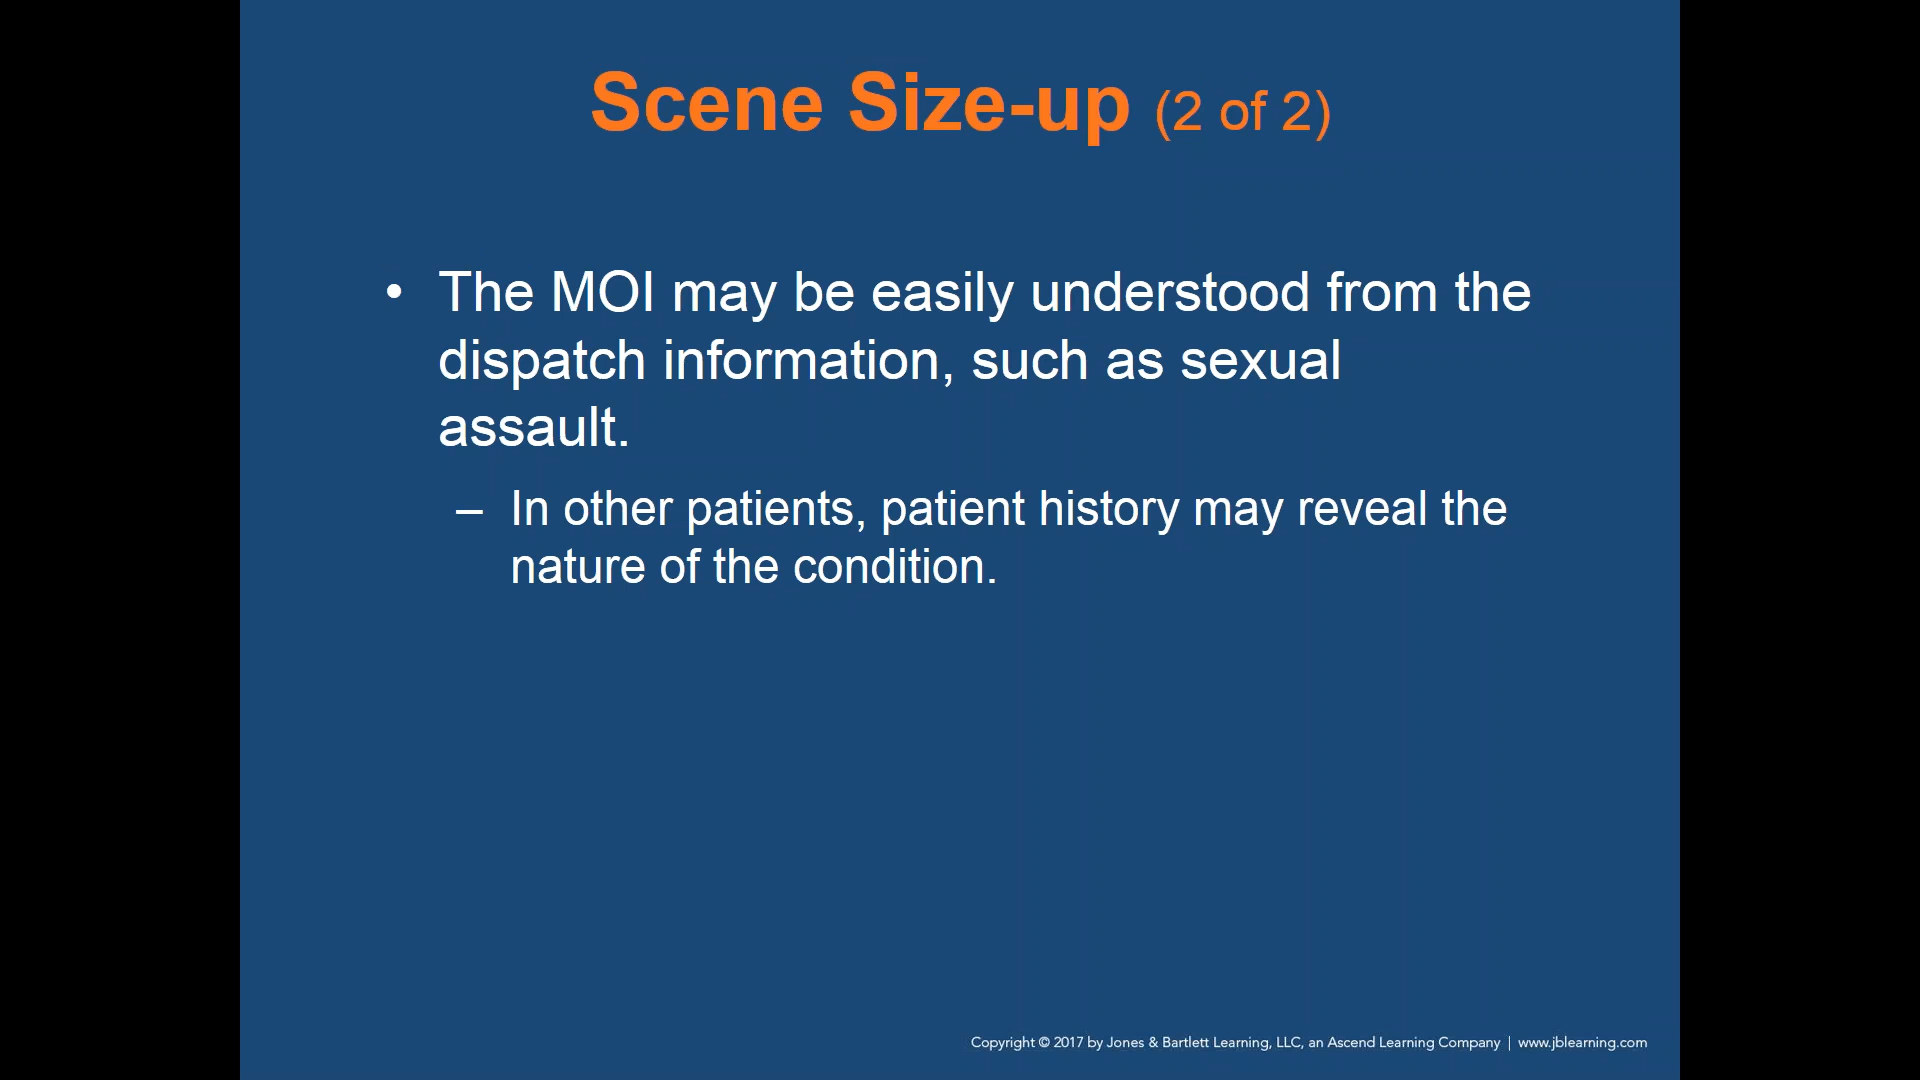 Scene Size-up (2 of 2)
• The MOI may be easily understood from the
dispatch information, such as sexual
assault.
– In other patients, patient history may reveal the
nature of the condition.
Copyright © 2017 by Jones & Bartlett Learning, LLC, an Ascend Learning Company | www.jblearning.com